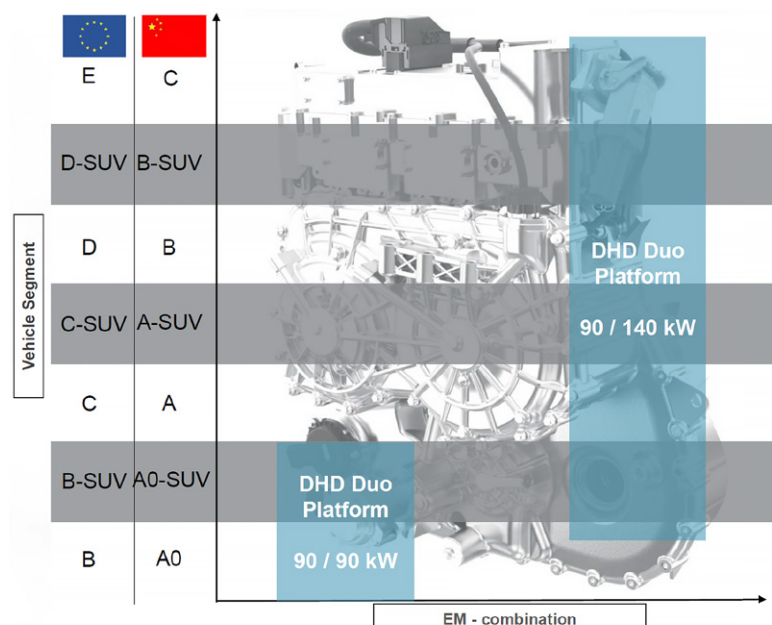 E C
D-SUV B-SUV
D B
C-SUV A-SUV
C A
B-SUV A0-SUV
B A0
Vehicle Segment
DHD Duo
Platform
90 / 140 kW
DHD Duo
Platform
90 / 90 kW
EM - combination